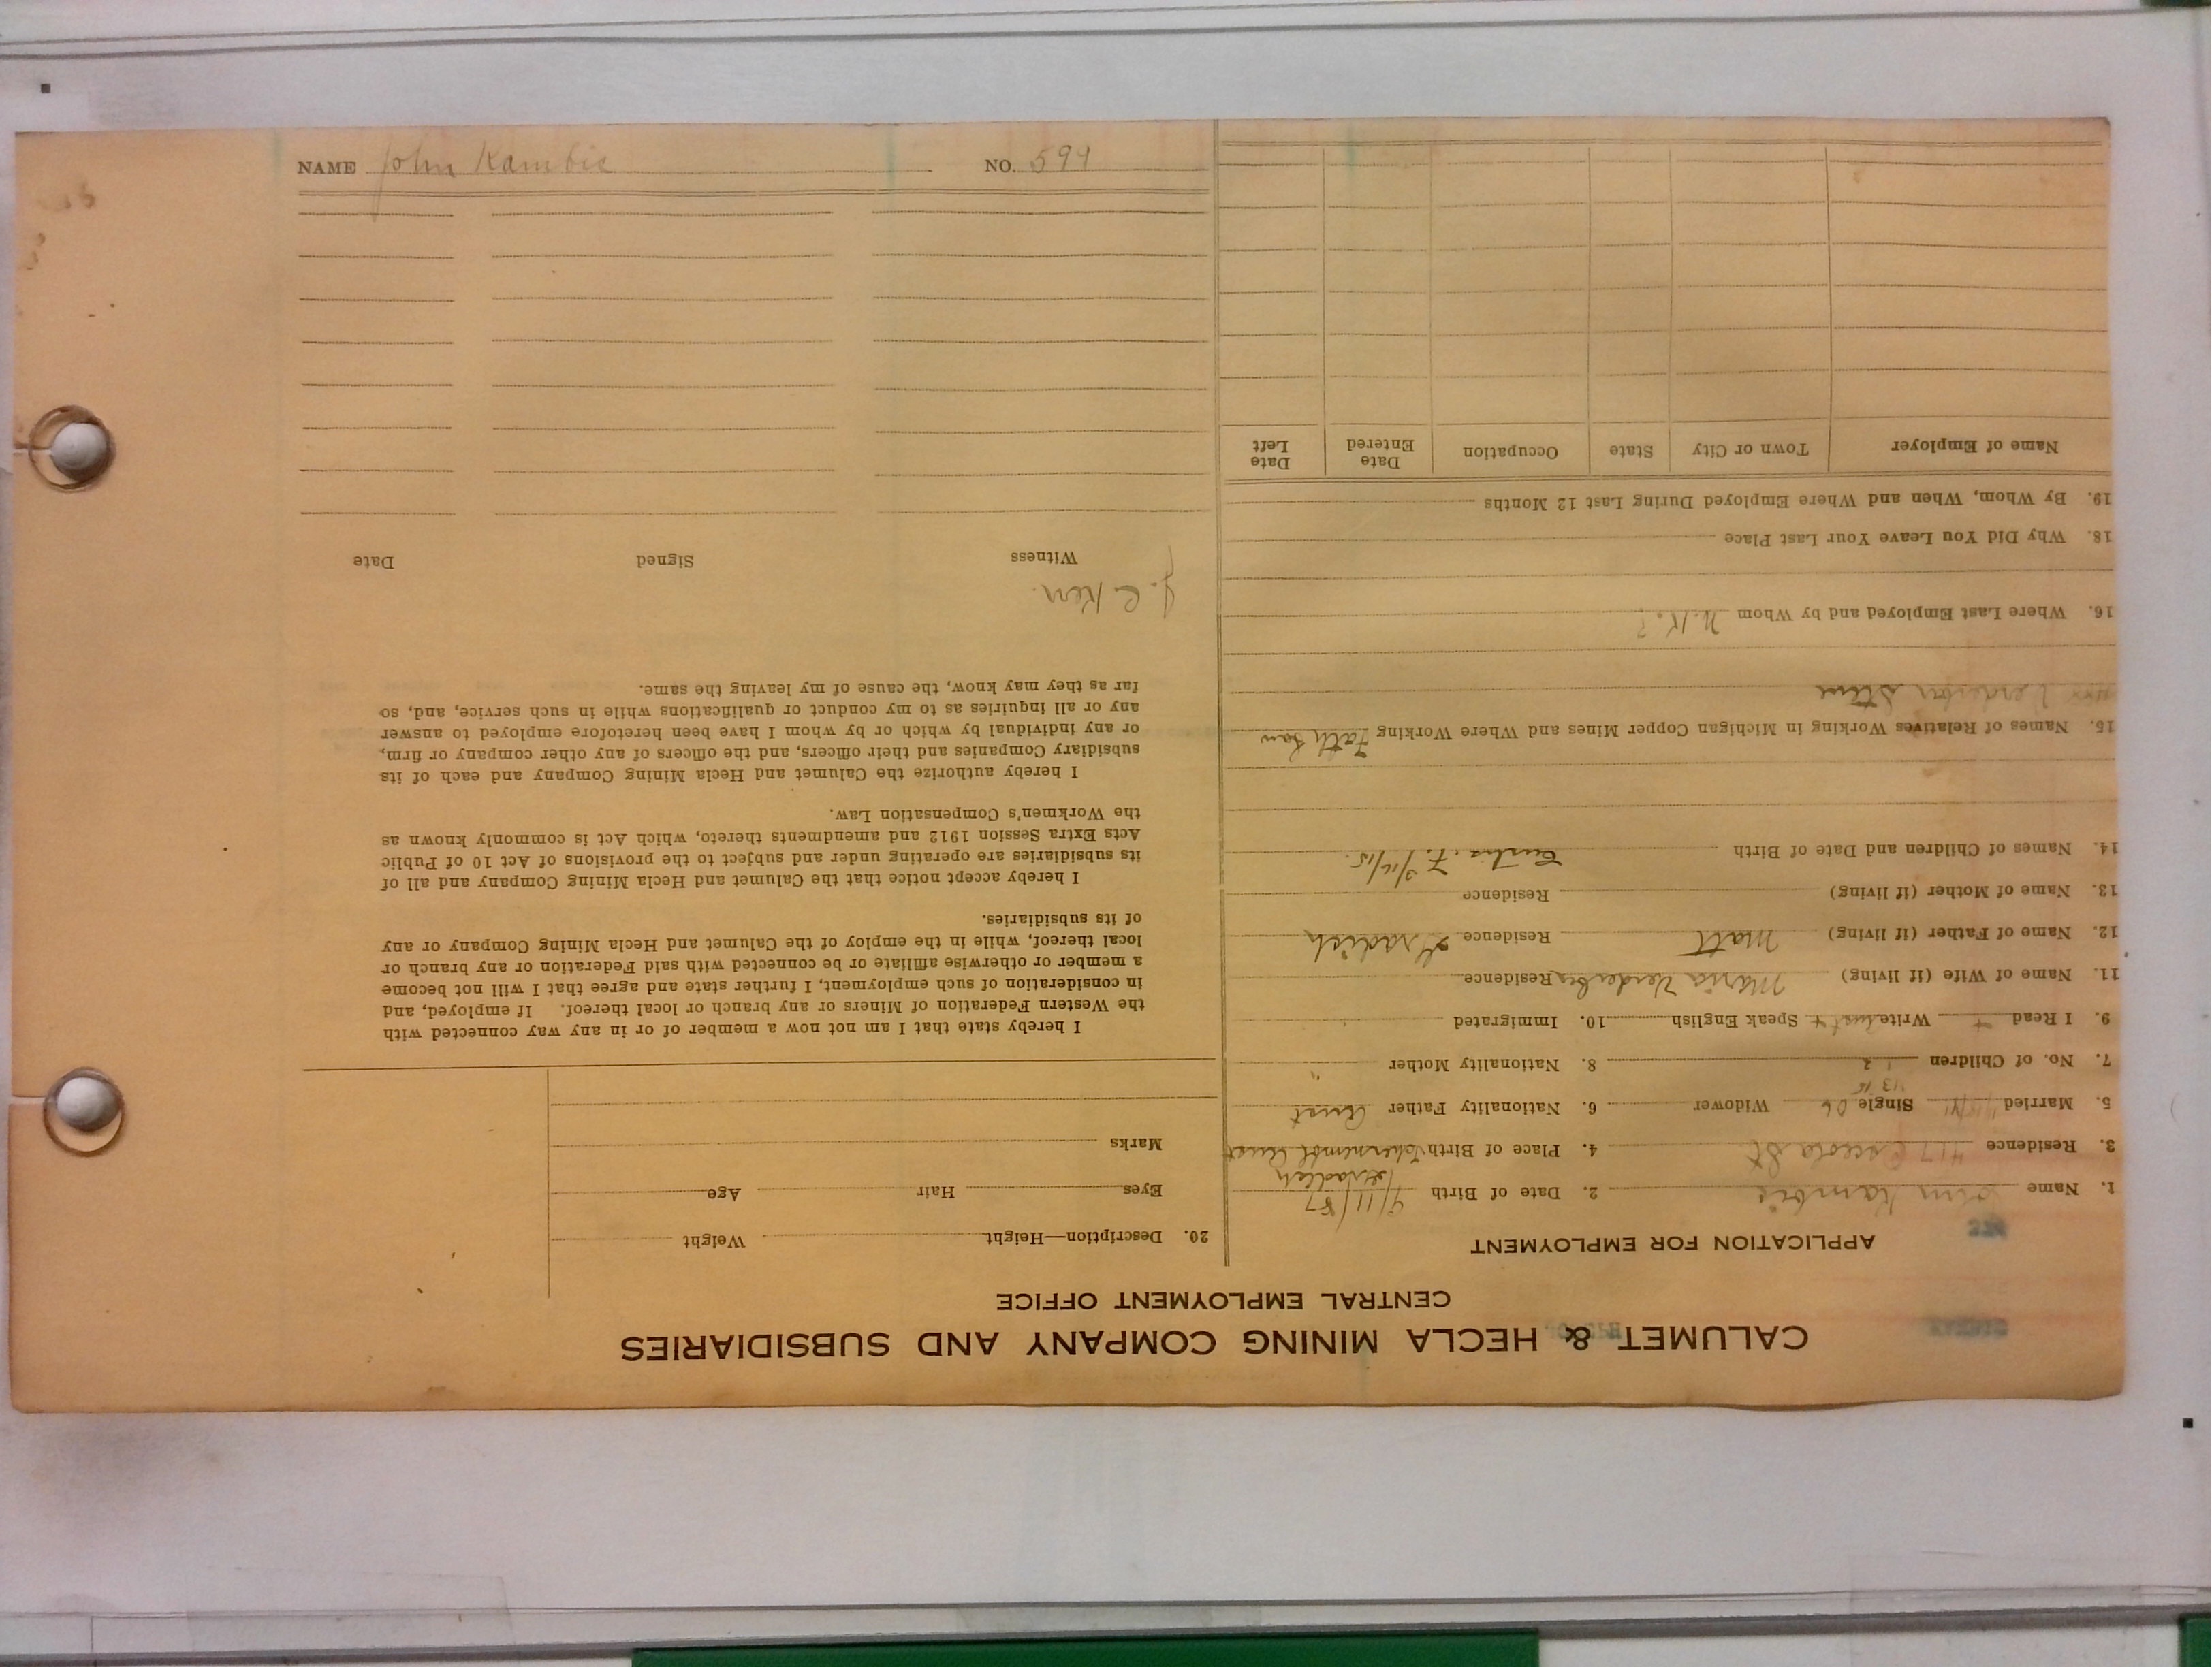 CALUMET & HECLA MINING COMPANY AND SUBSIDIARIES
CENTRAL EMPLOYMENT OFFICE
APPLICATION FOR EMPLOYMENT
1. Name John Kambic 2. Date of Birth 9/11/87
3. Residence 417 Osceola St 4. Place of Birth
5. Married Single Widower 6. Nationality Father Aust
7. No. of Children 8. Nationality Mother "
9. I Read Write Speak English 10. Immigrated
11. Name of Wife (if living) Maria Residence
12. Name of Father (if living) Matt Residence
13. Name of Mother (if living) Residence
14. Names of Children and Date of Birth 3/16/15
15. Names of Relatives Working in Michigan Copper Mines and Where Working Fath Law
16. Where Last Employed and by Whom
18. Why Did You Leave Your Last Place
19. By Whom, When and Where Employed During Last 12 Months
Name of Employer Town or City State Occupation Date Entered Date Left
20. Description—Height Weight
Eyes Hair Age
Marks
I hereby state that I am not now a member of or in any way connected with
the Western Federation of Miners or any branch or local thereof. If employed, and
in consideration of such employment, I further state and agree that I will not become
a member or otherwise affiliate or be connected with said Federation or any branch or
local thereof, while in the employ of the Calumet and Hecla Mining Company or any
of its subsidiaries.
I hereby accept notice that the Calumet and Hecla Mining Company and all of
its subsidiaries are operating under and subject to the provisions of Act 10 of Public
Acts Extra Session 1912 and amendments thereto, which Act is commonly known as
the Workmen's Compensation Law.
I hereby authorize the Calumet and Hecla Mining Company and each of its
subsidiary Companies and their officers, and the officers of any other company or firm,
or any individual by which or by whom I have been heretofore employed to answer
any or all inquiries as to my conduct or qualifications while in such service, and, so
far as they may know, the cause of my leaving the same.
Witness Signed Date
NAME John Kambic NO. 594